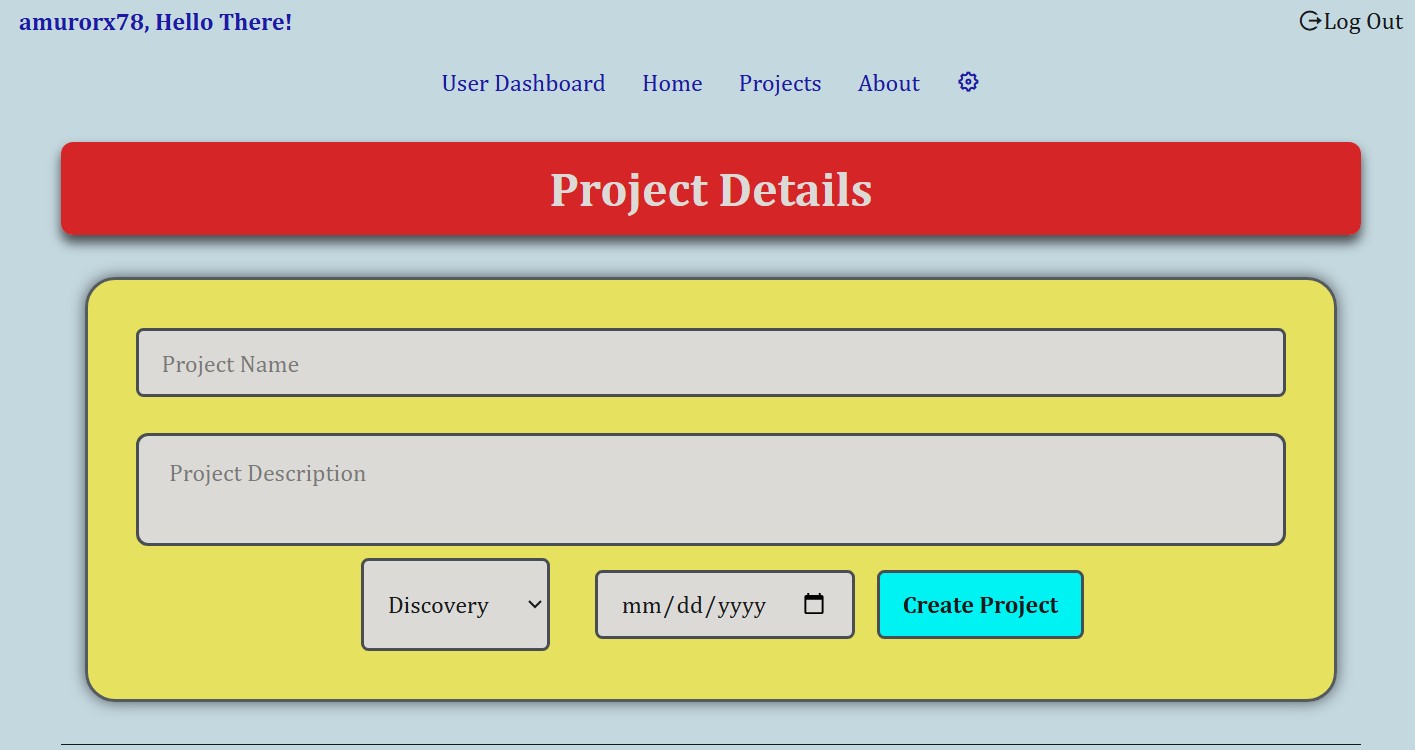 amurorx78, Hello There!
Log Out
User Dashboard Home Projects About
Project Details
Project Name
Project Description
Discovery mm/dd/yyyy Create Project